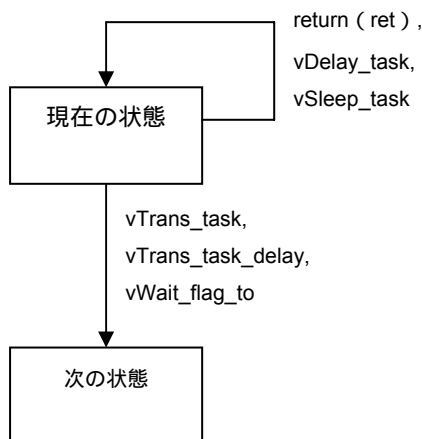 return（ret）,
vDelay_task,
vSleep_task
現在の状態
vTrans_task,
vTrans_task_delay,
vWait_flag_to
次の状態